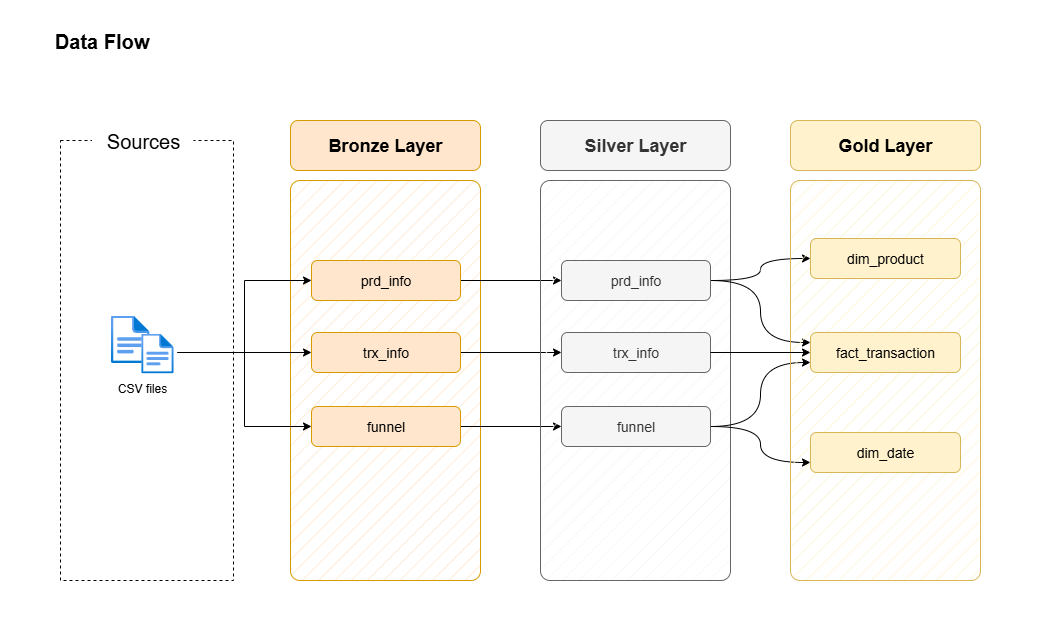 Data Flow
Sources
CSV files
Bronze Layer
prd_info
trx_info
funnel
Silver Layer
prd_info
trx_info
funnel
Gold Layer
dim_product
fact_transaction
dim_date